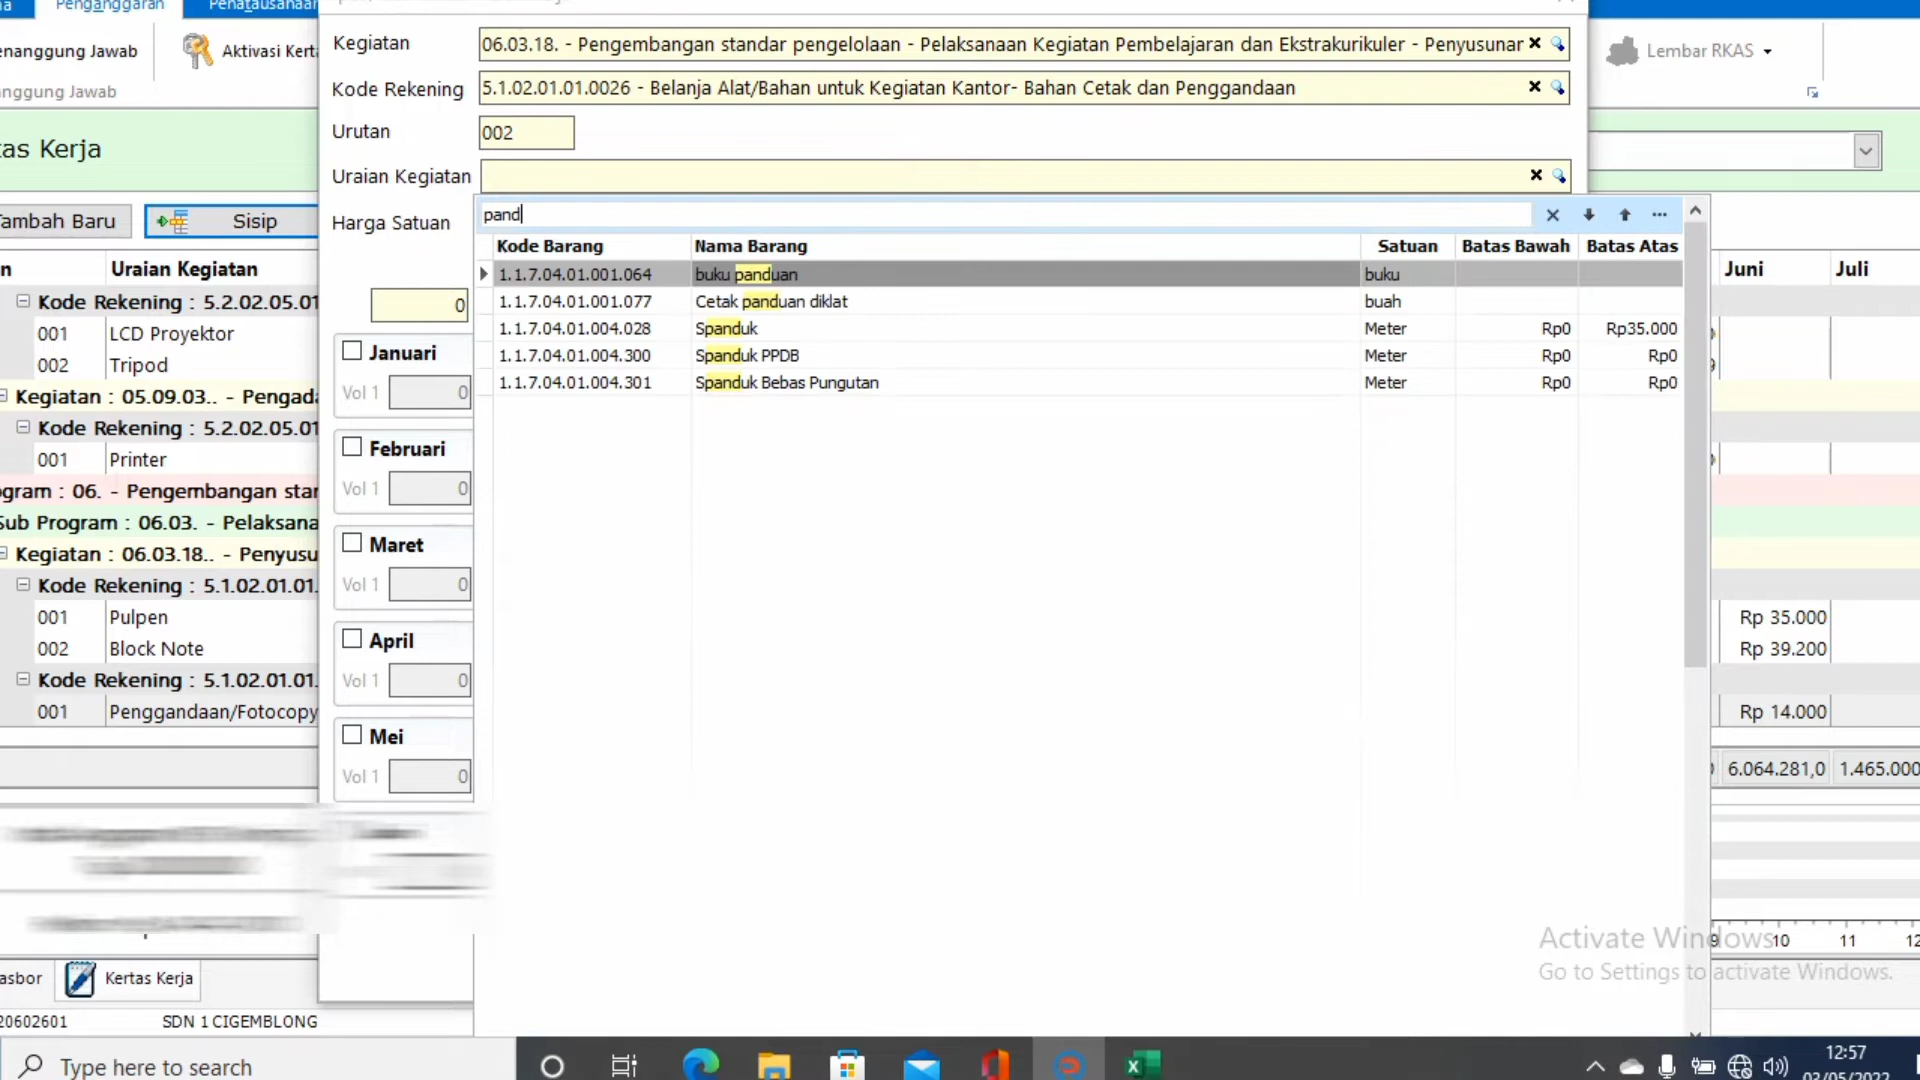 Penganggaran
Penatausahaan
enanggung Jawab
Aktivasi Kerta
Lembar RKAS
nggung Jawab
Kegiatan
06.03.18. - Pengembangan standar pengelolaan - Pelaksanaan Kegiatan Pembelajaran dan Ekstrakurikuler - Penyusunan
Kode Rekening
5.1.02.01.01.0026 - Belanja Alat/Bahan untuk Kegiatan Kantor- Bahan Cetak dan Penggandaan
Urutan
002
Uraian Kegiatan
Harga Satuan
as Kerja
Tambah Baru
Sisip
pand
Kode Barang Nama Barang Satuan Batas Bawah Batas Atas
1.1.7.04.01.001.064 buku panduan buku
1.1.7.04.01.001.077 Cetak panduan diklat buah
1.1.7.04.01.004.028 Spanduk Meter Rp0 Rp35.000
1.1.7.04.01.004.300 Spanduk PPDB Meter Rp0 Rp0
1.1.7.04.01.004.301 Spanduk Bebas Pungutan Meter Rp0 Rp0
0
Januari
Vol 1 0
Februari
Vol 1 0
Maret
Vol 1 0
April
Vol 1 0
Mei
Vol 1 0
n Uraian Kegiatan Juni Juli
Kode Rekening : 5.2.02.05.01
001 LCD Proyektor
002 Tripod
Kegiatan : 05.09.03.. - Pengada
Kode Rekening : 5.2.02.05.01
001 Printer
ogram : 06. - Pengembangan star
Sub Program : 06.03. - Pelaksana
Kegiatan : 06.03.18.. - Penyusu
Kode Rekening : 5.1.02.01.01.
001 Pulpen Rp 35.000
002 Block Note Rp 39.200
Kode Rekening : 5.1.02.01.01.
001 Penggandaan/Fotocopy Rp 14.000
6.064.281,0 1.465.000
9 10 11 12
Activate Windows
Go to Settings to activate Windows.
asbor
Kertas Kerja
20602601
SDN 1 CIGEMBLONG
Type here to search
12:57
03/05/2022